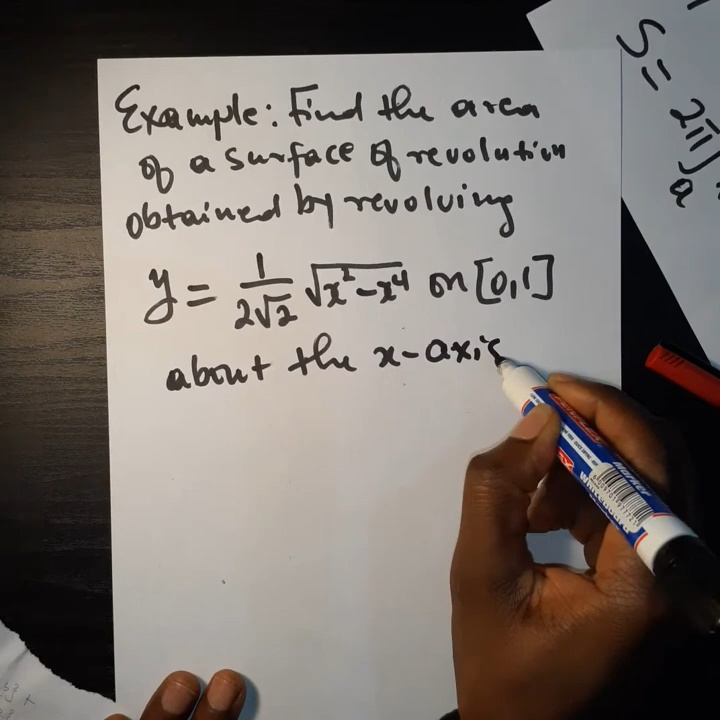 Example: Find the area
of a surface of revolution
obtained by revolving
y = 1/(2√2) √(x² - x⁴) on [0,1]
about the x-axis
S = 2π∫
a
MARKER